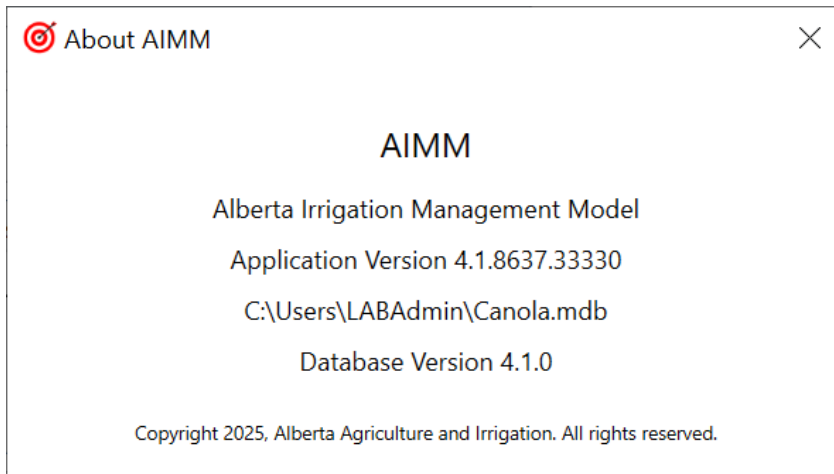 About AIMM
AIMM
Alberta Irrigation Management Model
Application Version 4.1.8637.33330
C:\Users\LABAdmin\Canola.mdb
Database Version 4.1.0
Copyright 2025, Alberta Agriculture and Irrigation. All rights reserved.